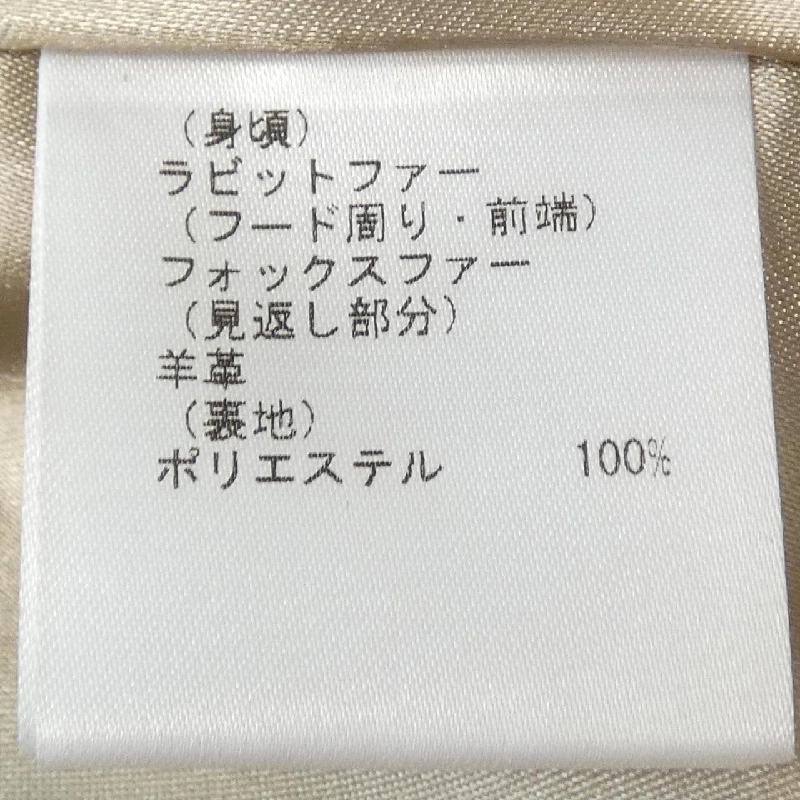 (身頃)
ラビットファー
(フード周り・前端)
フォックスファー
(見返し部分)
羊革
(裏地)
ポリエステル 100%